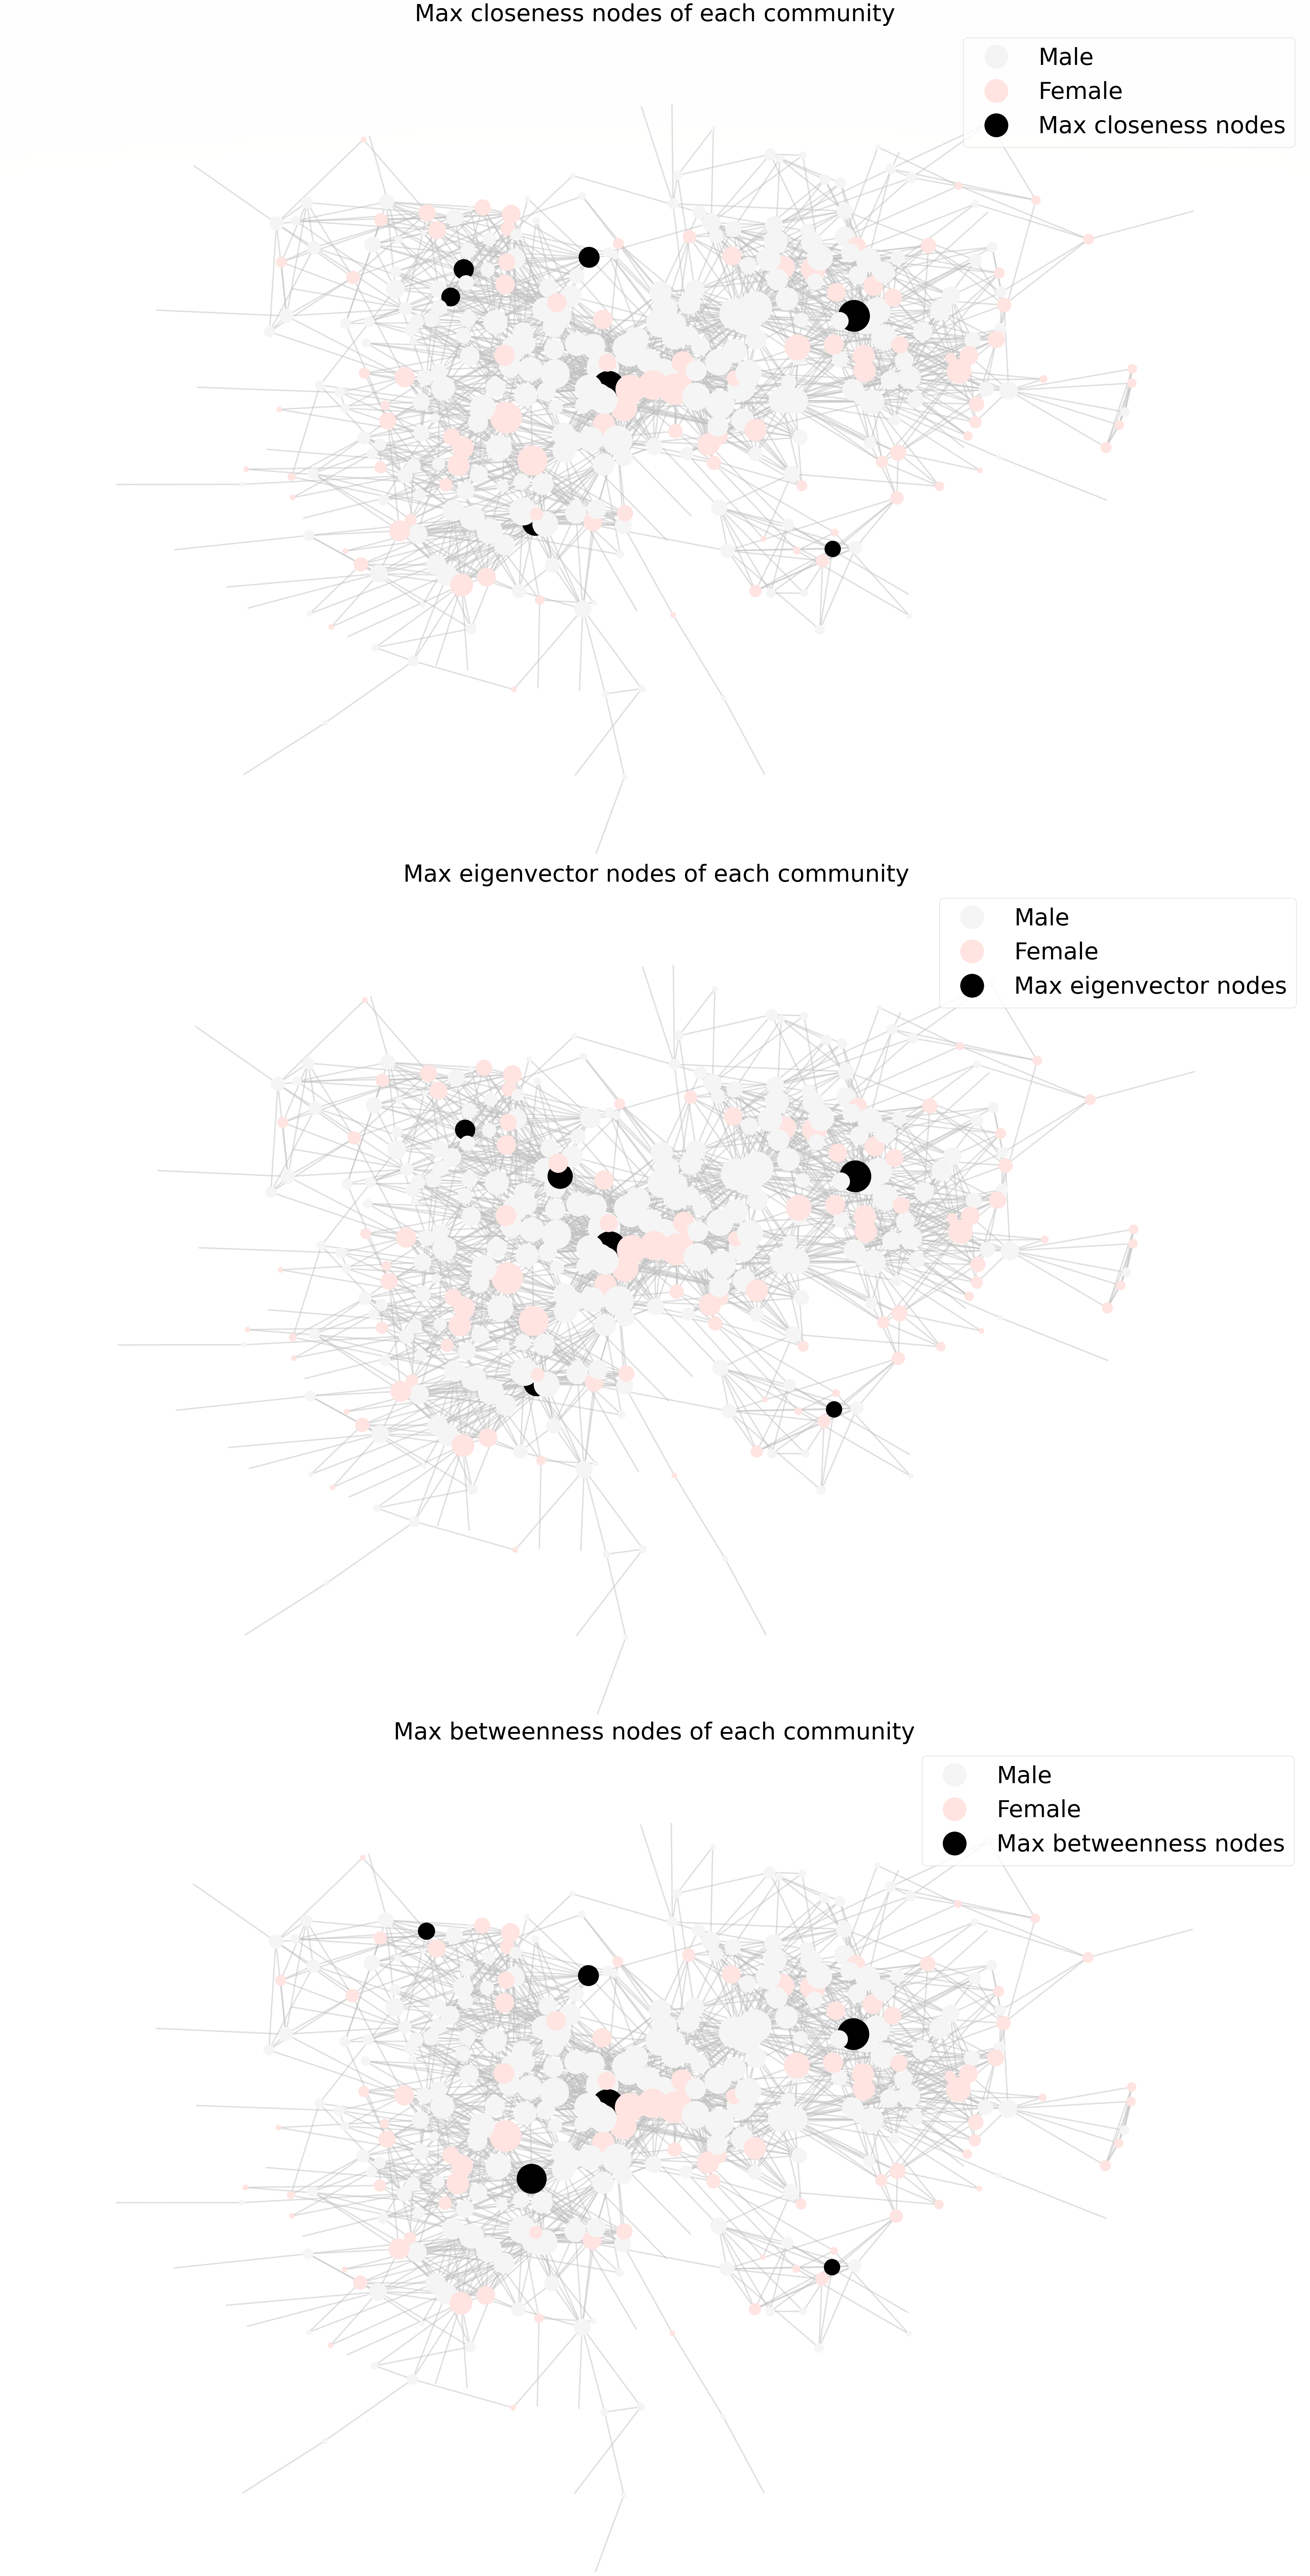 Max closeness nodes of each community
Male
Female
Max closeness nodes
Max eigenvector nodes of each community
Male
Female
Max eigenvector nodes
Max betweenness nodes of each community
Male
Female
Max betweenness nodes